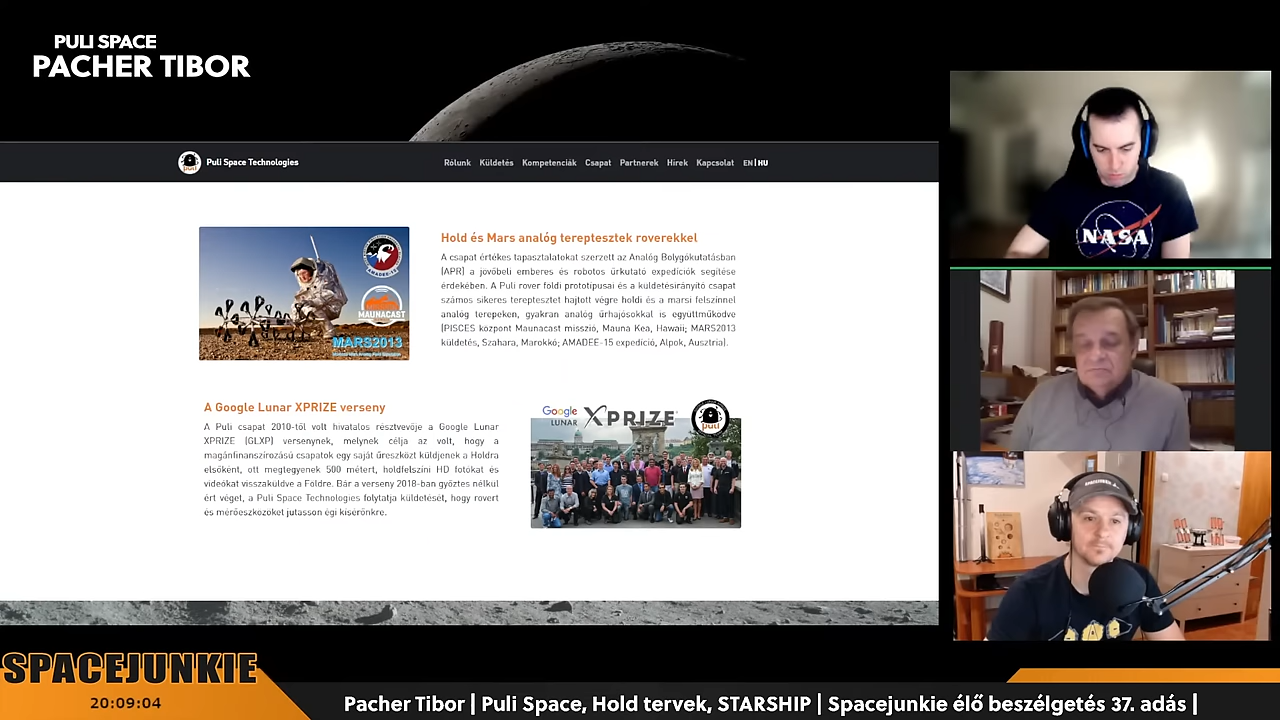 PULI SPACE
PACHER TIBOR
Puli Space Technologies
Rólunk Küldetés Kompetenciák Csapat Partnerek Hírek Kapcsolat EN | HU
Hold és Mars analóg tereptesztek roverekkel
A csapat értékes tapasztalatokat szerzett az Analóg Bolygókutatásban
(APR) a jövőbeli emberes és robotos űrkutató expedíciók segítése
érdekében. A Puli rover földi prototípusai és a küldetésirányító csapat
számos sikeres tereptesztet hajtott végre holdi és a marsi felszínnel
analóg terepeken, gyakran analóg űrhajósokkal is együttműködve
(PISCES központ Maunacast misszió, Mauna Kea, Hawaii; MARS2013
küldetés, Szahara, Marokkó; AMADEE-15 expedíció, Alpok, Ausztria).
AMADEE-15
MAUNACAST
MARS2013
A Google Lunar XPRIZE verseny
A Puli csapat 2010-től volt hivatalos résztvevője a Google Lunar
XPRIZE (GLXP) versenynek, melynek célja az volt, hogy a
magánfinanszírozású csapatok egy saját űreszközt küldjenek a Holdra
elsőként, ott megtegyenek 500 métert, holdfelszíni HD fotókat és
videókat visszaküldve a Földre. Bár a verseny 2018-ban győztes nélkül
ért véget, a Puli Space Technologies folytatja küldetését, hogy rovert
és mérőeszközöket jutasson égi kísérőnkre.
Google
LUNAR
XPRIZE
puli
NASA
SPACEJUNKIE
20:09:04
Pacher Tibor | Puli Space, Hold tervek, STARSHIP | Spacejunkie élő beszélgetés 37. adás |